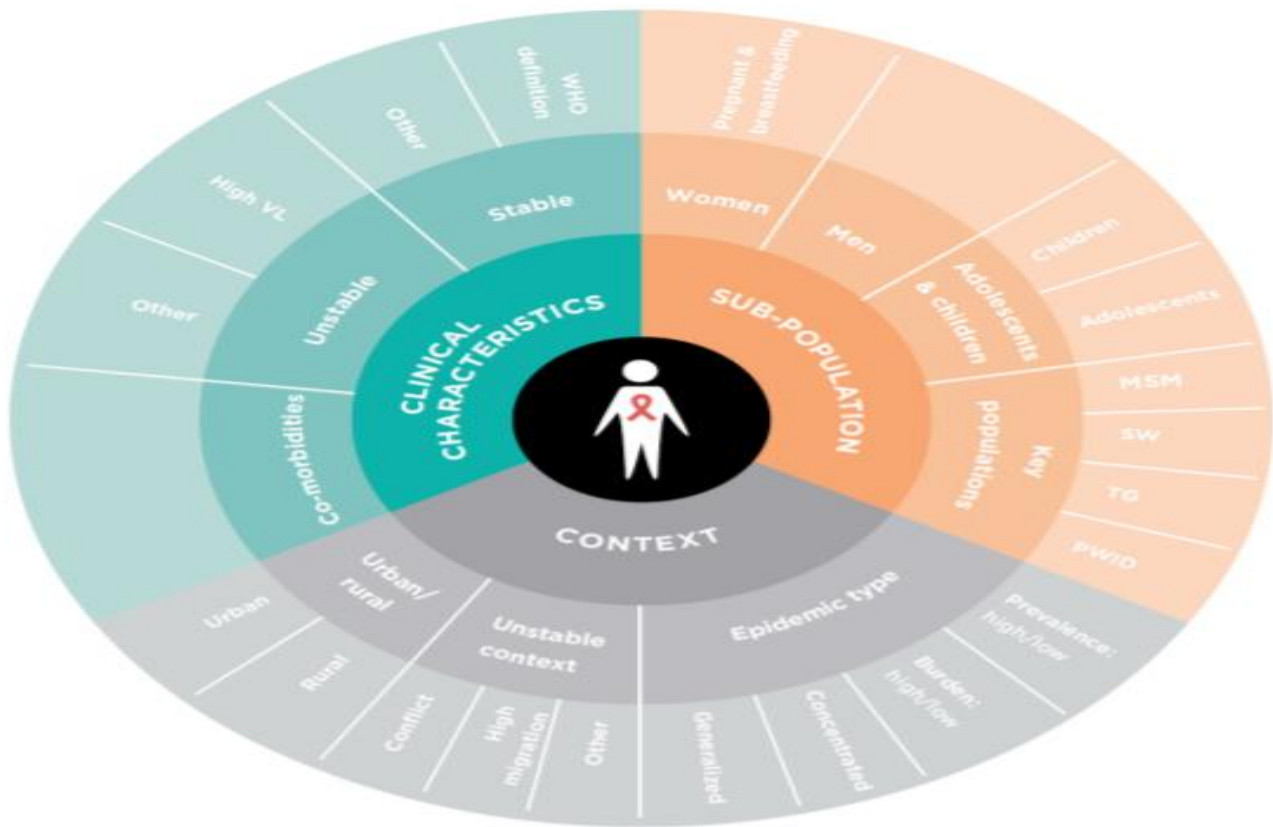 CLINICAL
CHARACTERISTICS
Stable
WHO
definition
Other
Unstable
High VL
Other
Co-morbidities
SUB-POPULATION
Women
Pregnant &
breastfeeding
Men
Adolescents
& children
Children
Adolescents
Key
populations
MSM
SW
TG
PWID
CONTEXT
Epidemic type
Prevalence:
high/low
Burden:
high/low
Concentrated
Generalized
Unstable
context
Other
High
migration
Conflict
Urban/
rural
Rural
Urban